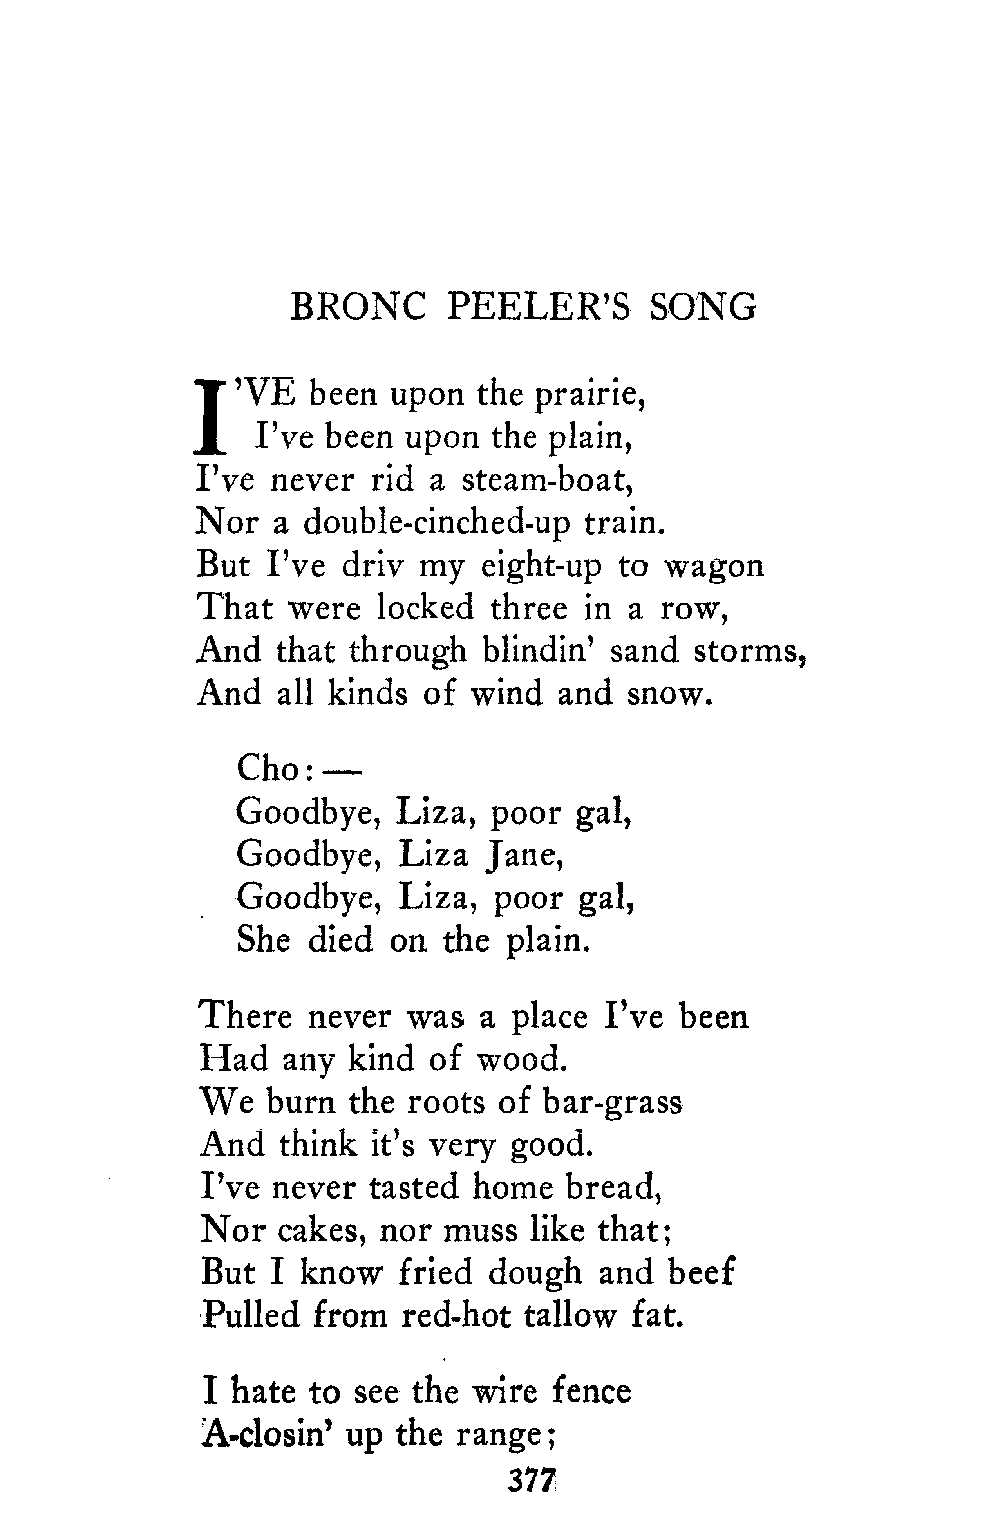 BRONC PEELER'S SONG
I'VE been upon the prairie,
I've been upon the plain,
I've never rid a steam-boat,
Nor a double-cinched-up train.
But I've driv my eight-up to wagon
That were locked three in a row,
And that through blindin' sand storms,
And all kinds of wind and snow.
Cho: —
Goodbye, Liza, poor gal,
Goodbye, Liza Jane,
Goodbye, Liza, poor gal,
She died on the plain.
There never was a place I've been
Had any kind of wood.
We burn the roots of bar-grass
And think it's very good.
I've never tasted home bread,
Nor cakes, nor muss like that;
But I know fried dough and beef
Pulled from red-hot tallow fat.
I hate to see the wire fence
A-closin' up the range;
377